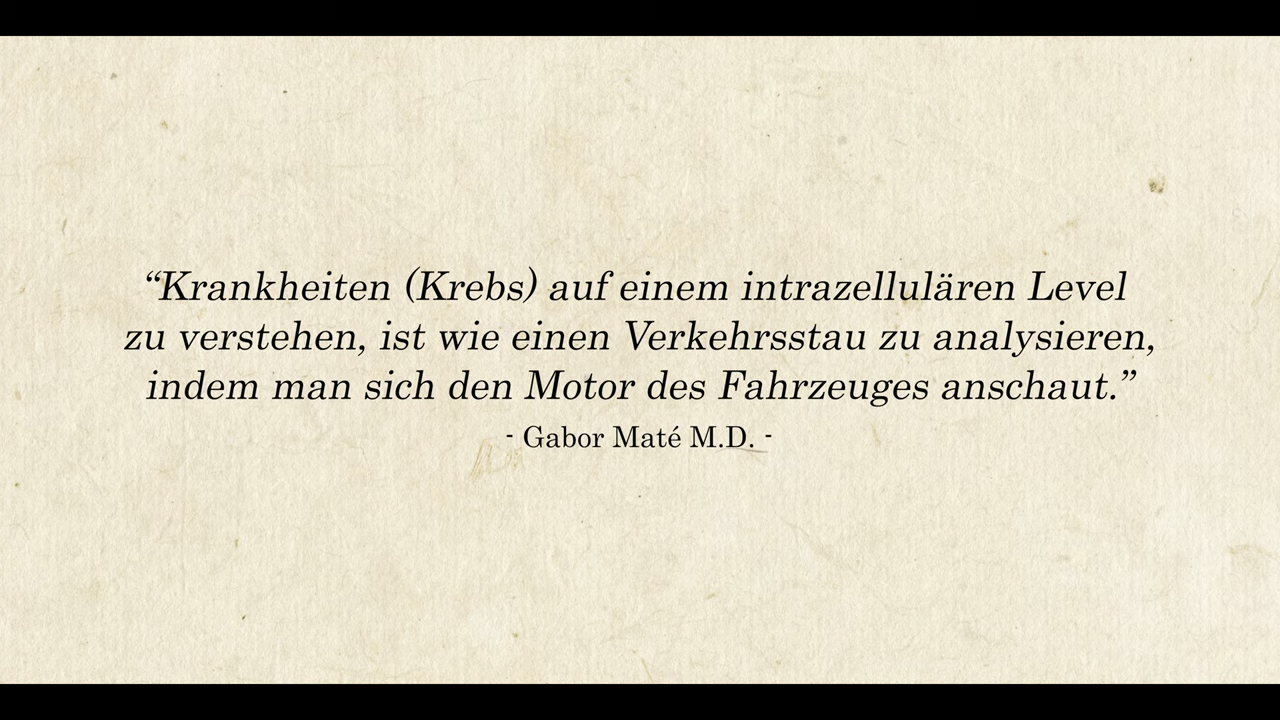 “Krankheiten (Krebs) auf einem intrazellulären Level
zu verstehen, ist wie einen Verkehrsstau zu analysieren,
indem man sich den Motor des Fahrzeuges anschaut.”
- Gabor Maté M.D. -